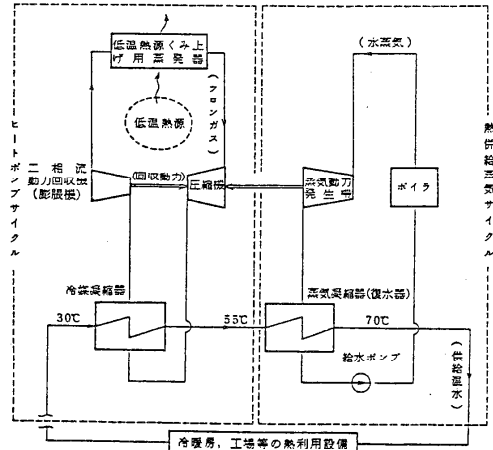 低温熱源くみ上
げ用蒸発器
(フロンガス)
低温熱源
(水蒸気)
ヒートポンプサイクル
二相流
動力回収機
(膨脹機)
(回収動力)
圧縮機
蒸気動力
発生機
ボイラ
熱併給蒸気サイクル
冷媒凝縮器
蒸気凝縮器(復水器)
30℃
55℃
70℃
給水ポンプ
(供給温水)
冷暖房，工場等の熱利用設備